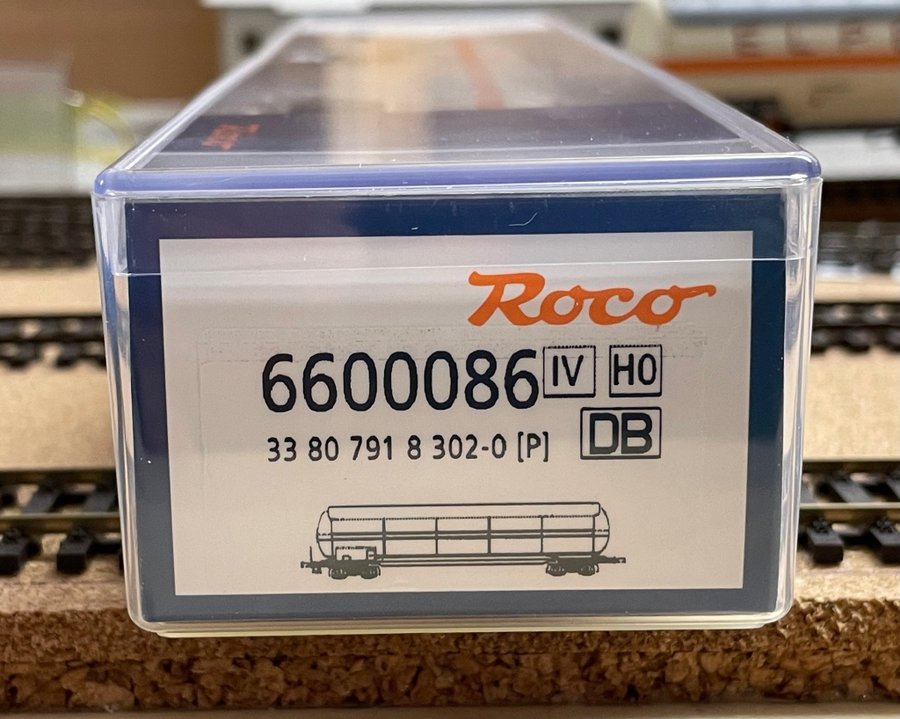 Roco
6600086 IV H0
33 80 791 8 302-0 [P] DB